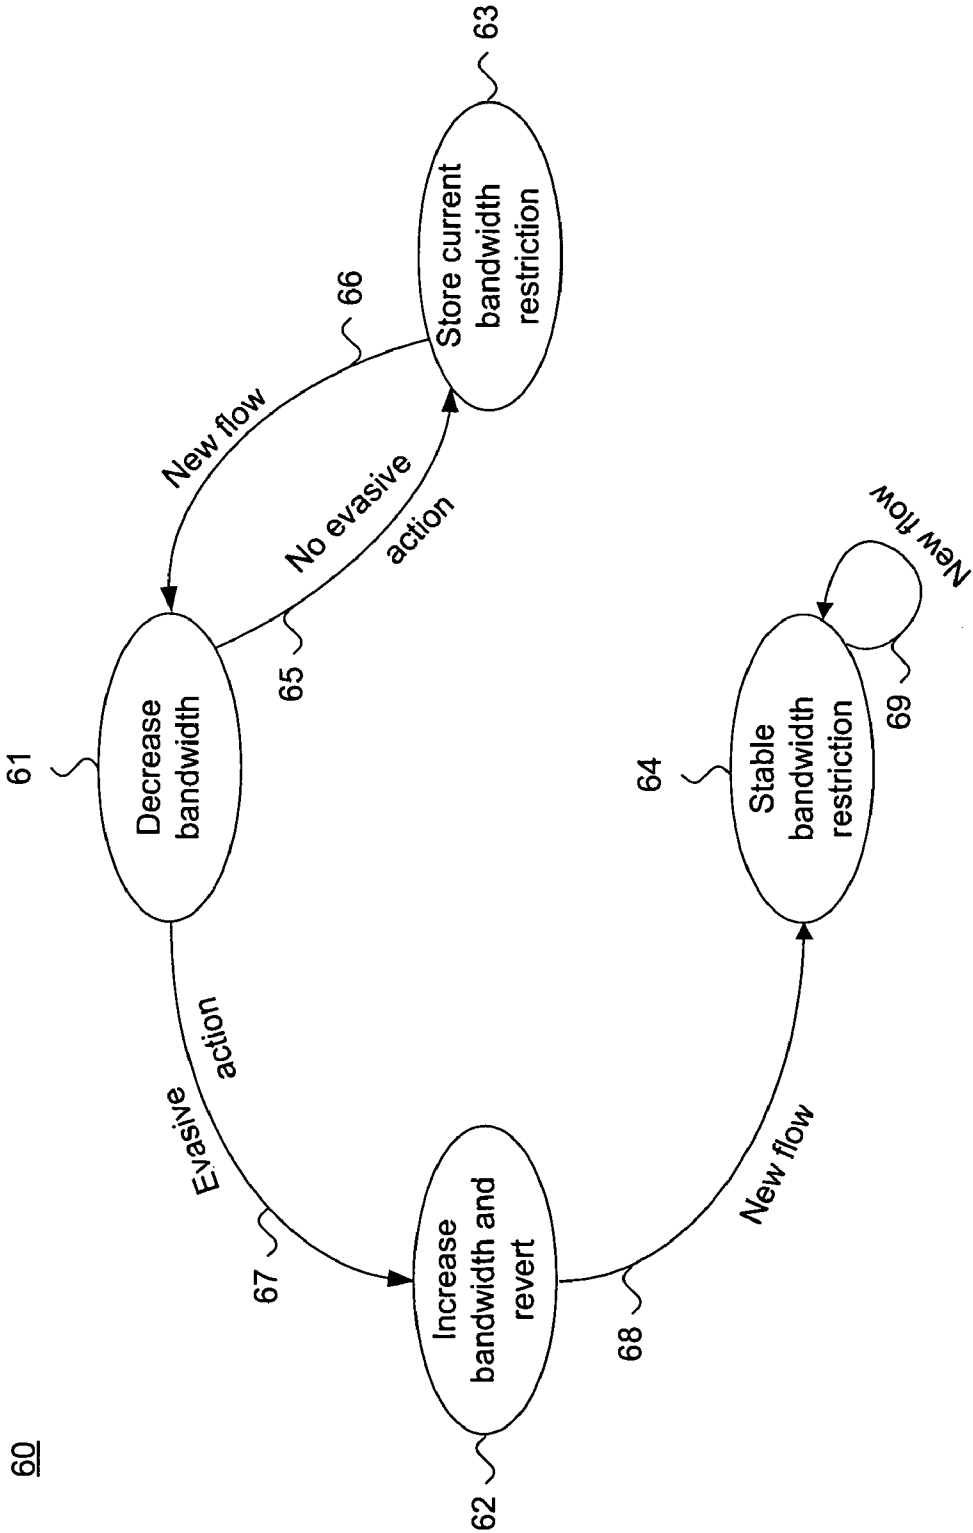 60
61
Decrease
bandwidth
Evasive
action
67
New flow
66
No evasive
action
65
62
Increase
bandwidth and
revert
63
Store current
bandwidth
restriction
68
New flow
64
Stable
bandwidth
restriction
69
New flow